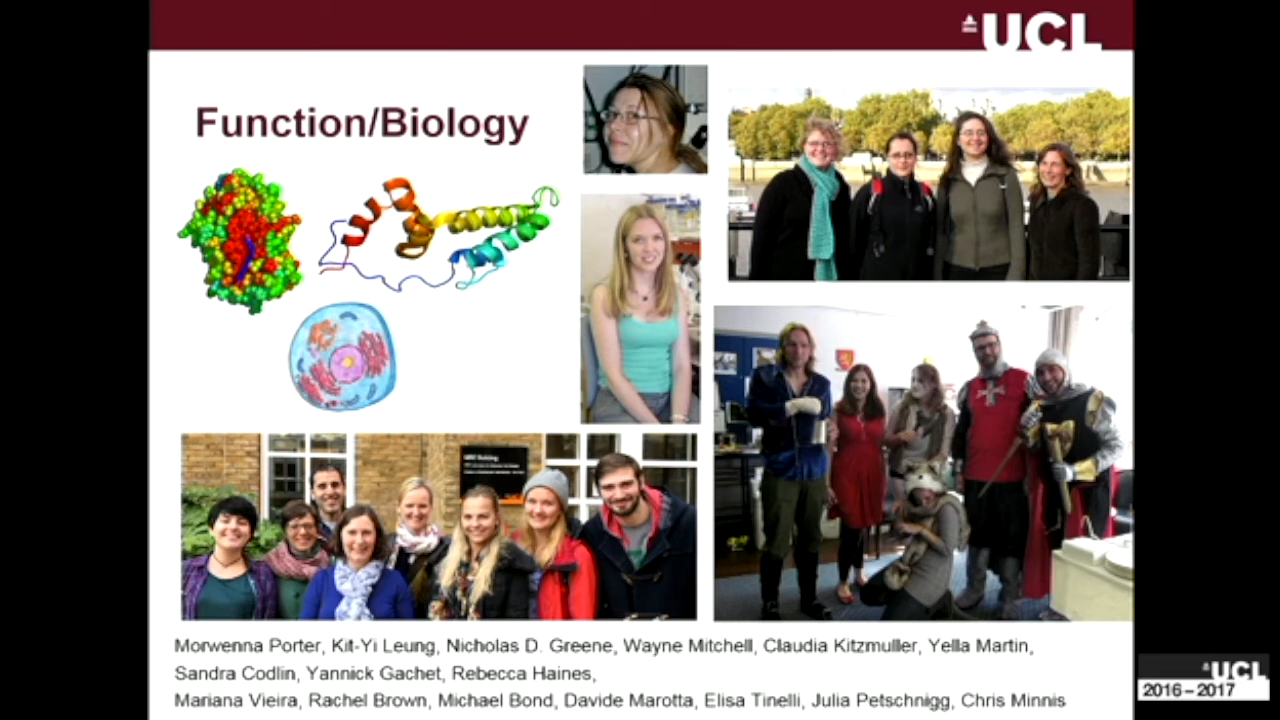 UCL
Function/Biology
Morwenna Porter, Kit-Yi Leung, Nicholas D. Greene, Wayne Mitchell, Claudia Kitzmuller, Yella Martin,
Sandra Codlin, Yannick Gachet, Rebecca Haines,
Mariana Vieira, Rachel Brown, Michael Bond, Davide Marotta, Elisa Tinelli, Julia Petschnigg, Chris Minnis
UCL
2016–2017